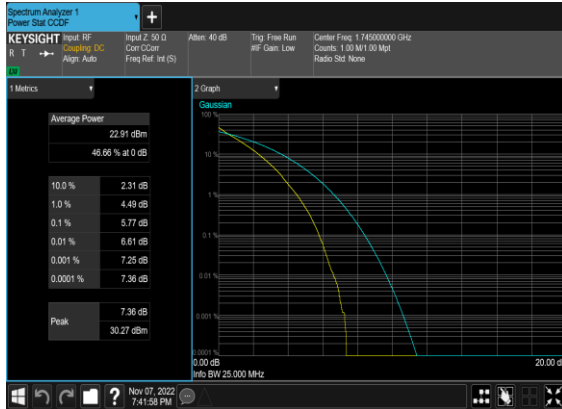 Spectrum Analyzer 1
Power Stat CCDF
+
KEYSIGHT
R T
LU
Input: RF
Coupling: DC
Align: Auto
Input Z: 50 Ω
Corr CCorr
Freq Ref: Int (S)
Atten: 40 dB
Trig: Free Run
#IF Gain: Low
Center Freq: 1.745000000 GHz
Counts: 1.00 M/1.00 Mpt
Radio Std: None
1 Metrics
Average Power
22.91 dBm
46.66 % at 0 dB
10.0 % 2.31 dB
1.0 % 4.49 dB
0.1 % 5.77 dB
0.01 % 6.61 dB
0.001 % 7.25 dB
0.0001 % 7.36 dB
Peak
7.36 dB
30.27 dBm
2 Graph
Gaussian
100 %
10 %
1 %
0.1 %
0.01 %
0.001 %
0.0001 %
0.00 dB
20.00 d
Info BW 25.000 MHz
?
Nov 07, 2022
7:41:58 PM